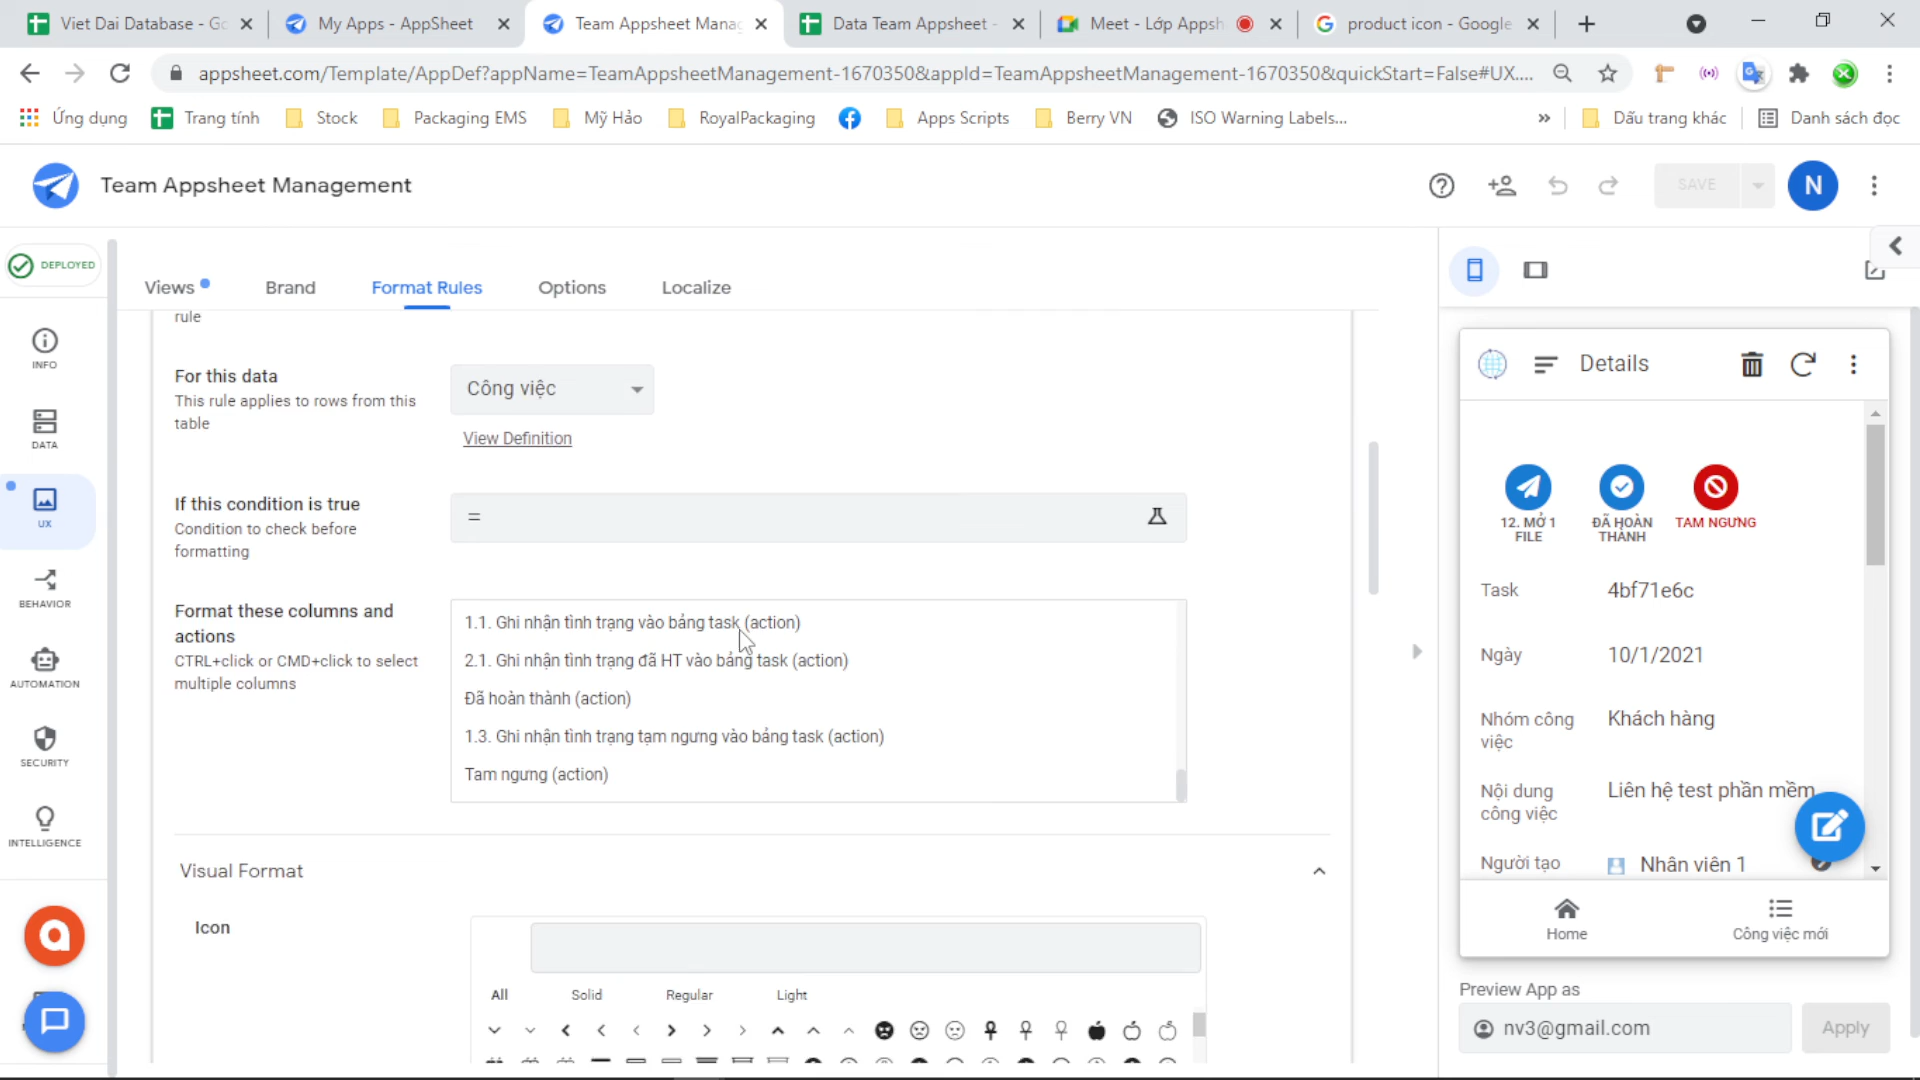 Viet Dai Database - Go
My Apps - AppSheet
Team Appsheet Manag
Data Team Appsheet -
Meet - Lớp Appsh
product icon - Google
appsheet.com/Template/AppDef?appName=TeamAppsheetManagement-1670350&appId=TeamAppsheetManagement-1670350&quickStart=False#UX....
Ứng dụng
Trang tính
Stock
Packaging EMS
Mỹ Hảo
RoyalPackaging
Apps Scripts
Berry VN
ISO Warning Labels...
»
Dấu trang khác
Danh sách đọc
Team Appsheet Management
SAVE
N
DEPLOYED
Views
Brand
Format Rules
Options
Localize
INFO
DATA
UX
BEHAVIOR
AUTOMATION
SECURITY
INTELLIGENCE
rule
For this data
This rule applies to rows from this
table
Công việc
View Definition
If this condition is true
Condition to check before
formatting
=
Format these columns and
actions
CTRL+click or CMD+click to select
multiple columns
1.1. Ghi nhận tình trạng vào bảng task (action)
2.1. Ghi nhận tình trạng đã HT vào bảng task (action)
Đã hoàn thành (action)
1.3. Ghi nhận tình trạng tạm ngưng vào bảng task (action)
Tam ngưng (action)
Visual Format
Icon
All
Solid
Regular
Light
Details
12. MỞ 1
FILE
ĐÃ HOÀN
THÀNH
TAM NGƯNG
Task
4bf71e6c
Ngày
10/1/2021
Nhóm công
việc
Khách hàng
Nội dung
công việc
Liên hệ test phần mềm
Người tạo
Nhân viên 1
Home
Công việc mới
Preview App as
nv3@gmail.com
Apply